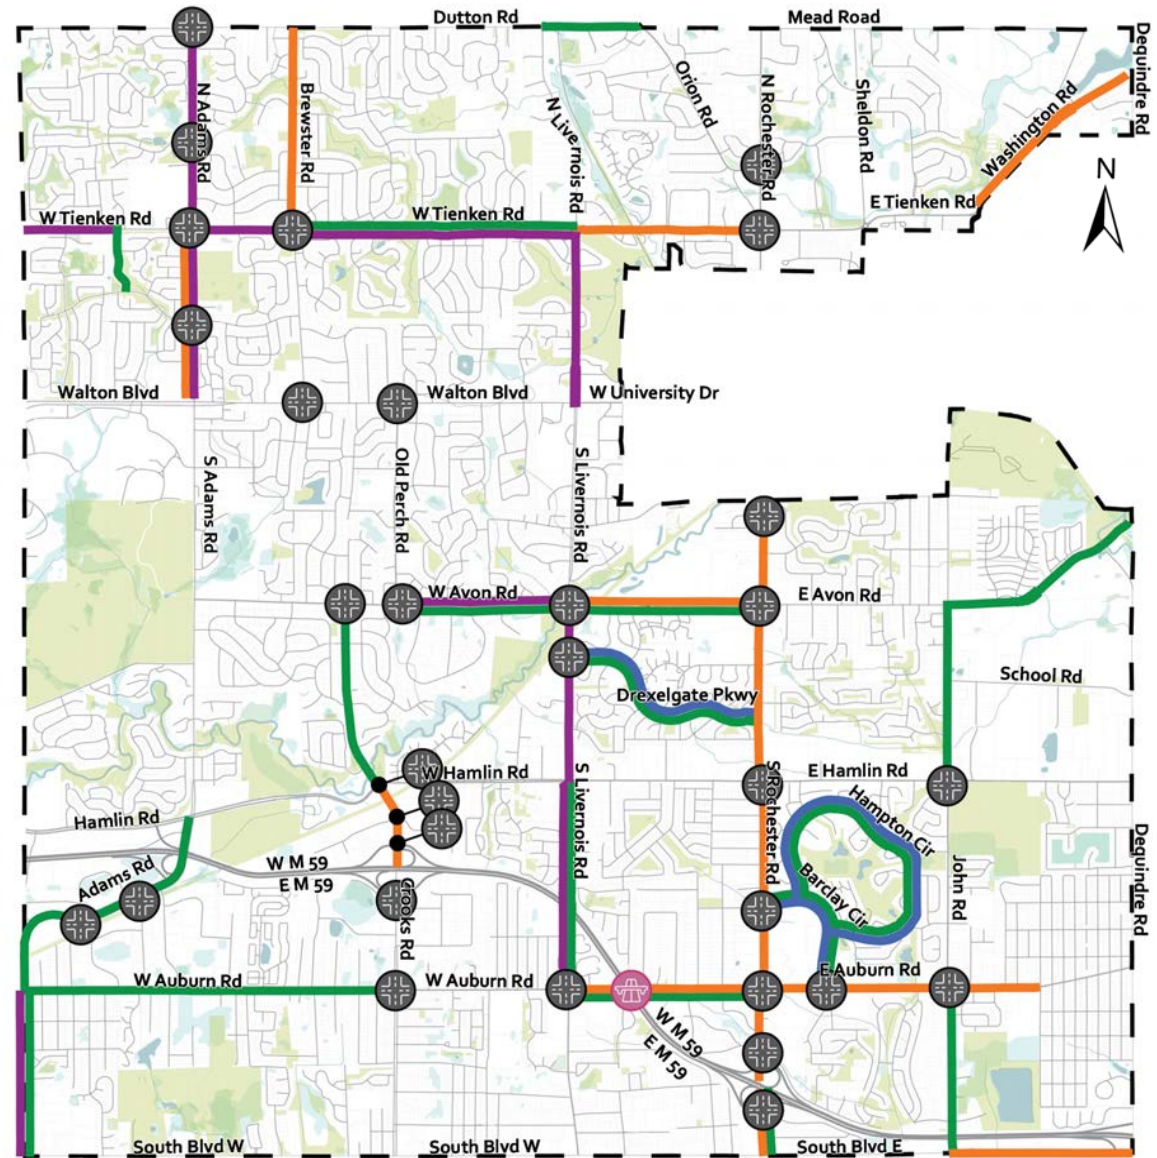 Dutton Rd
Mead Road
Dequindre Rd
N Adams Rd
Brewster Rd
N Livernois Rd
Orion Rd
N Rochester Rd
Sheldon Rd
Washington Rd
N
W Tienken Rd
W Tienken Rd
E Tienken Rd
Walton Blvd
Walton Blvd
W University Dr
S Adams Rd
Old Perch Rd
S Livernois Rd
W Avon Rd
E Avon Rd
School Rd
Drexelgate Pkwy
W Hamlin Rd
E Hamlin Rd
Hamlin Rd
S Livernois Rd
S Rochester Rd
Hampton Cir
Barclay Cir
John Rd
Dequindre Rd
Adams Rd
W M 59
E M 59
Crooks Rd
W Auburn Rd
W Auburn Rd
E Auburn Rd
W M 59
E M 59
South Blvd W
South Blvd W
South Blvd E